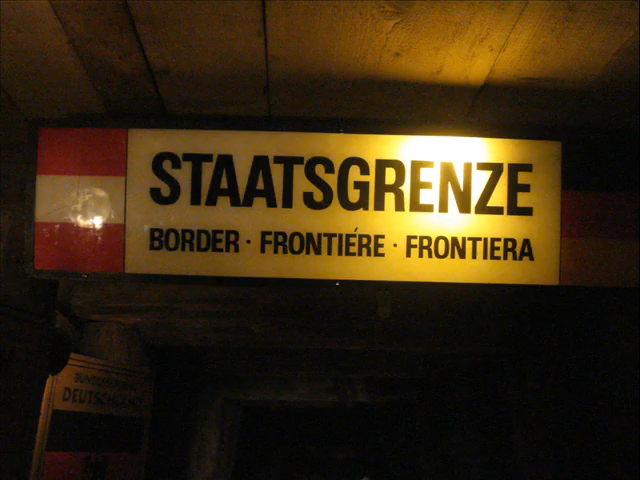 STAATSGRENZE
BORDER · FRONTIÉRE · FRONTIERA
DEUTSCHLAND